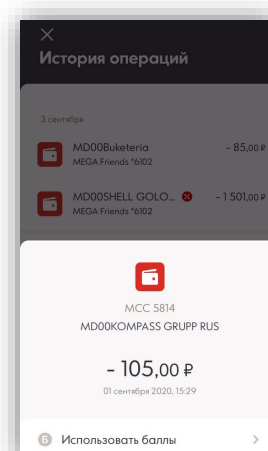 История операций
3 сентября
MD00Buketeria - 85,00 ₽
MEGA Friends *6102
MD00SHELL GOLO... - 1 501,00 ₽
MEGA Friends *6102
MCC 5814
MD00KOMPASS GRUPP RUS
- 105,00 ₽
01 сентября 2020, 15:29
Б Использовать баллы